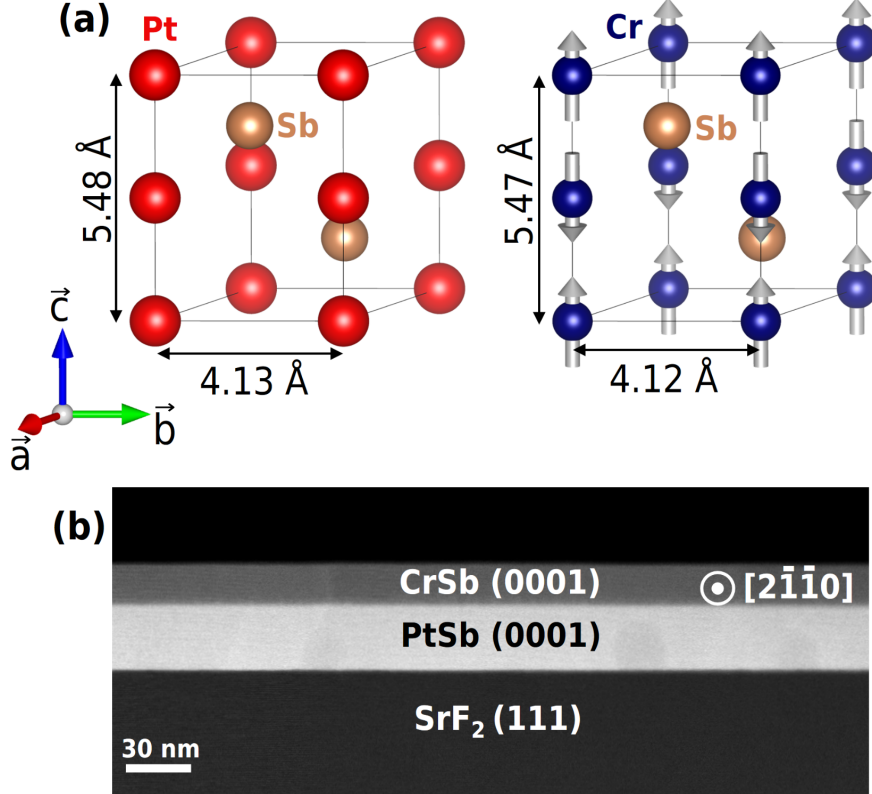 (a)
Pt
Cr
Sb
Sb
5.48 Å
5.47 Å
4.13 Å
4.12 Å
c⃗
b⃗
a⃗
(b)
CrSb (0001)
[21̄1̄0]
PtSb (0001)
SrF₂ (111)
30 nm